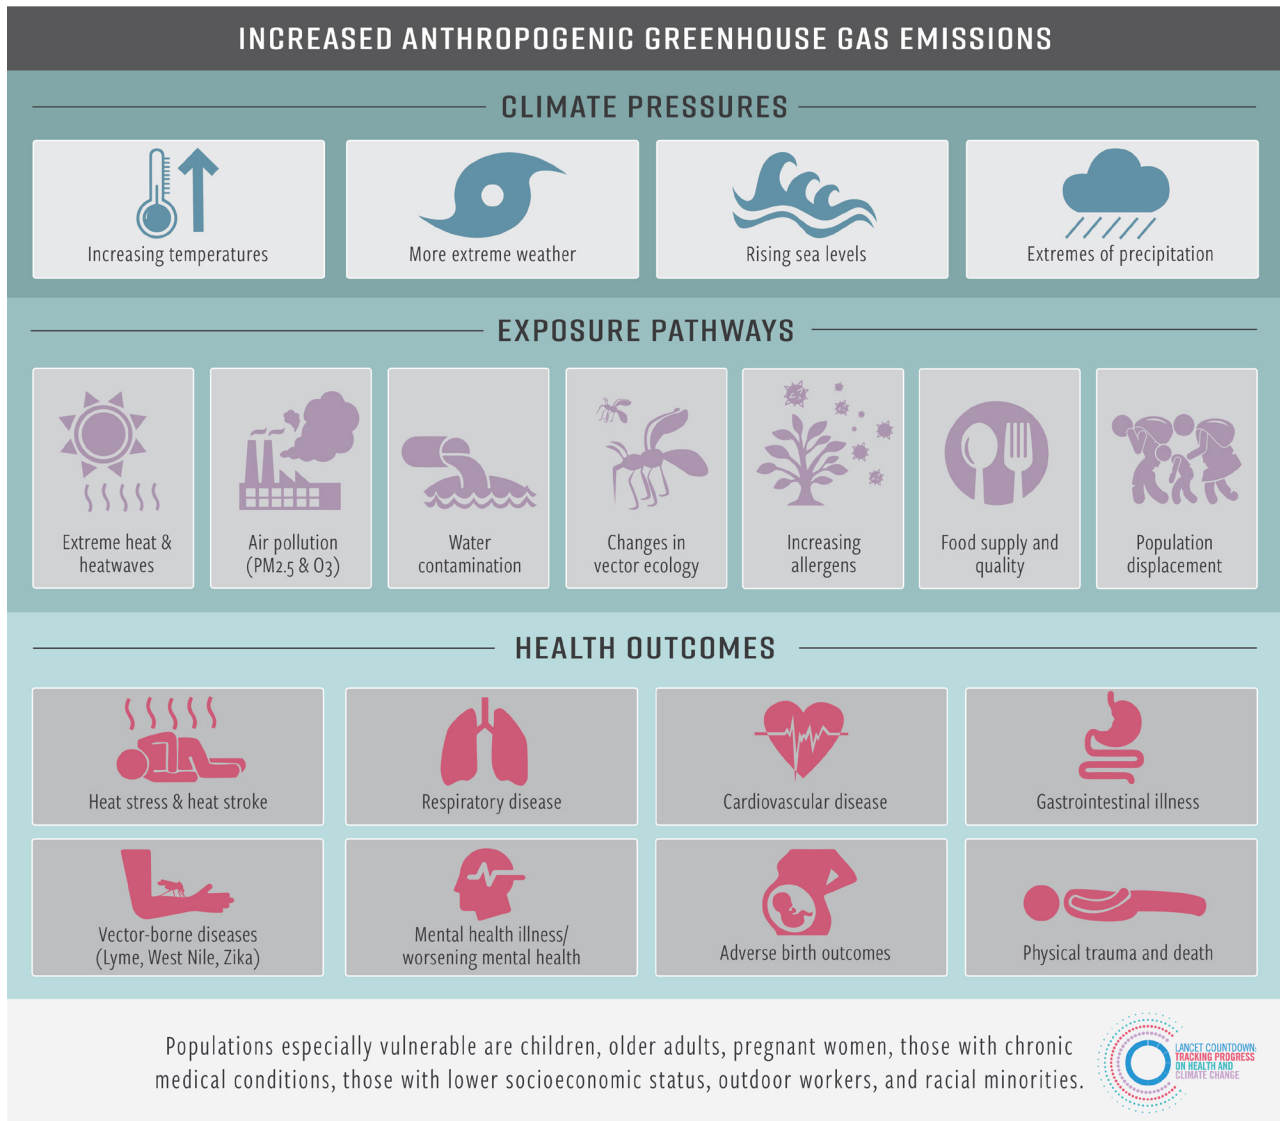 INCREASED ANTHROPOGENIC GREENHOUSE GAS EMISSIONS
CLIMATE PRESSURES
Increasing temperatures
More extreme weather
Rising sea levels
Extremes of precipitation
EXPOSURE PATHWAYS
Extreme heat &
heatwaves
Air pollution
(PM2.5 & O3)
Water
contamination
Changes in
vector ecology
Increasing
allergens
Food supply and
quality
Population
displacement
HEALTH OUTCOMES
Heat stress & heat stroke
Respiratory disease
Cardiovascular disease
Gastrointestinal illness
Vector-borne diseases
(Lyme, West Nile, Zika)
Mental health illness/
worsening mental health
Adverse birth outcomes
Physical trauma and death
Populations especially vulnerable are children, older adults, pregnant women, those with chronic
medical conditions, those with lower socioeconomic status, outdoor workers, and racial minorities.
LANCET COUNTDOWN:
TRACKING PROGRESS
ON HEALTH AND
CLIMATE CHANGE